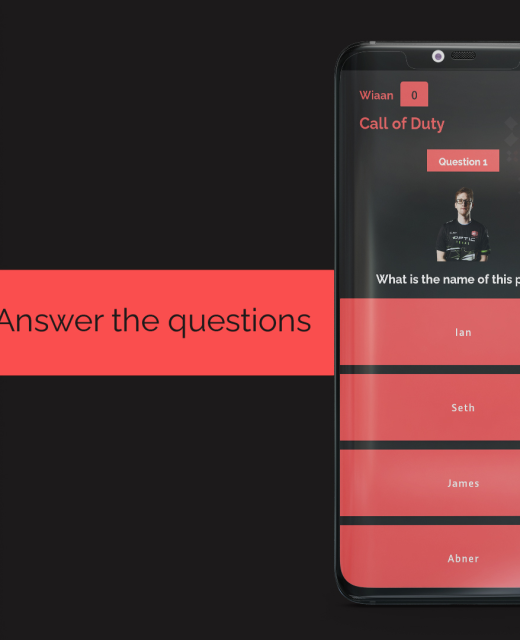 Wiaan 0
Call of Duty
Question 1
OPTIC
What is the name of this p
Answer the questions
Ian
Seth
James
Abner